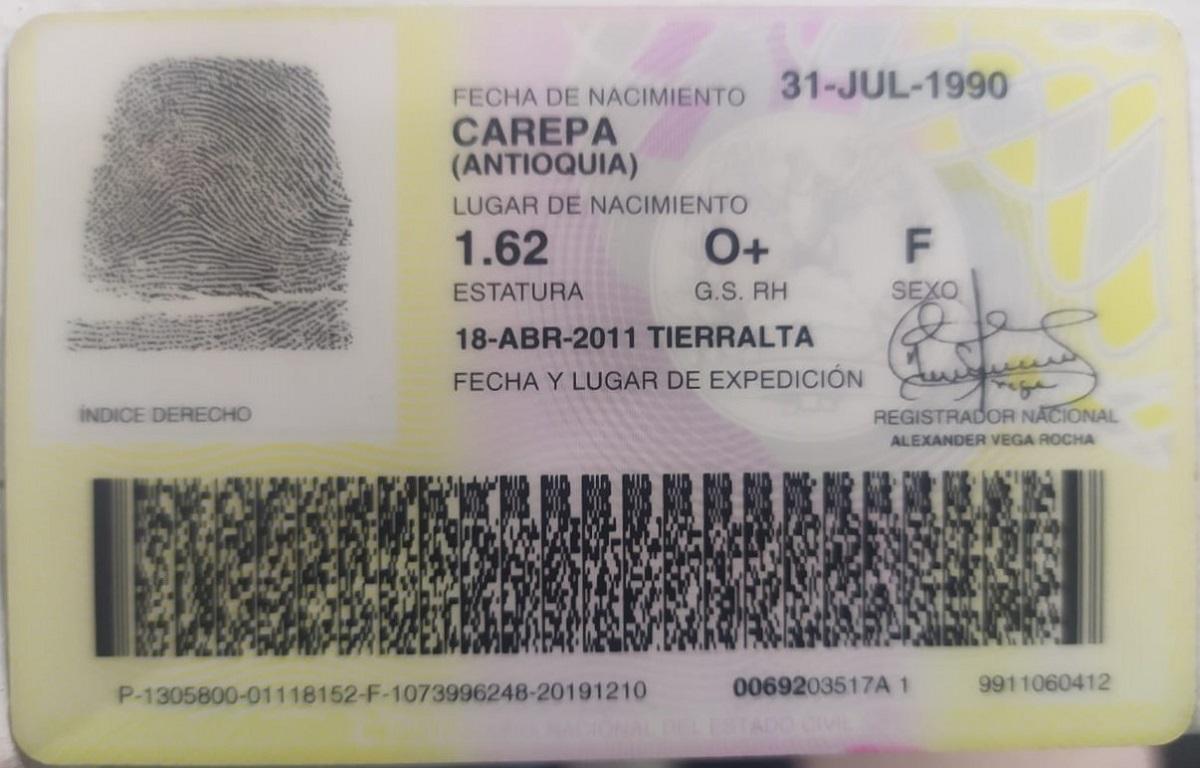 FECHA DE NACIMIENTO 31-JUL-1990
CAREPA
(ANTIOQUIA)
LUGAR DE NACIMIENTO
1.62 O+ F
ESTATURA G.S. RH SEXO
18-ABR-2011 TIERRALTA
FECHA Y LUGAR DE EXPEDICIÓN
ÍNDICE DERECHO
REGISTRADOR NACIONAL
ALEXANDER VEGA ROCHA
P-1305800-01118152-F-1073996248-20191210 0069203517A 1 9911060412
NACIONAL DEL ESTADO CIVIL